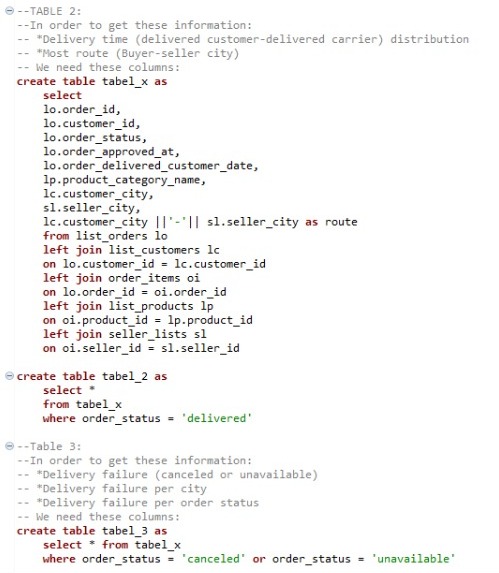 --TABLE 2:
--In order to get these information:
-- *Delivery time (delivered customer-delivered carrier) distribution
-- *Most route (Buyer-seller city)
-- We need these columns:
create table tabel_x as
select
lo.order_id,
lo.customer_id,
lo.order_status,
lo.order_approved_at,
lo.order_delivered_customer_date,
lp.product_category_name,
lc.customer_city,
sl.seller_city,
lc.customer_city ||'-'|| sl.seller_city as route
from list_orders lo
left join list_customers lc
on lo.customer_id = lc.customer_id
left join order_items oi
on lo.order_id = oi.order_id
left join list_products lp
on oi.product_id = lp.product_id
left join seller_lists sl
on oi.seller_id = sl.seller_id
create table tabel_2 as
select *
from tabel_x
where order_status = 'delivered'
--Table 3:
--In order to get these information:
-- *Delivery failure (canceled or unavailable)
-- *Delivery failure per city
-- *Delivery failure per order status
-- We need these columns:
create table tabel_3 as
select * from tabel_x
where order_status = 'canceled' or order_status = 'unavailable'